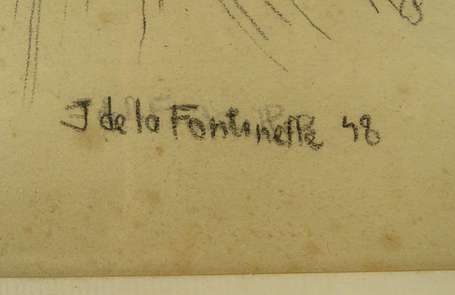 J de la Fontinelle 48